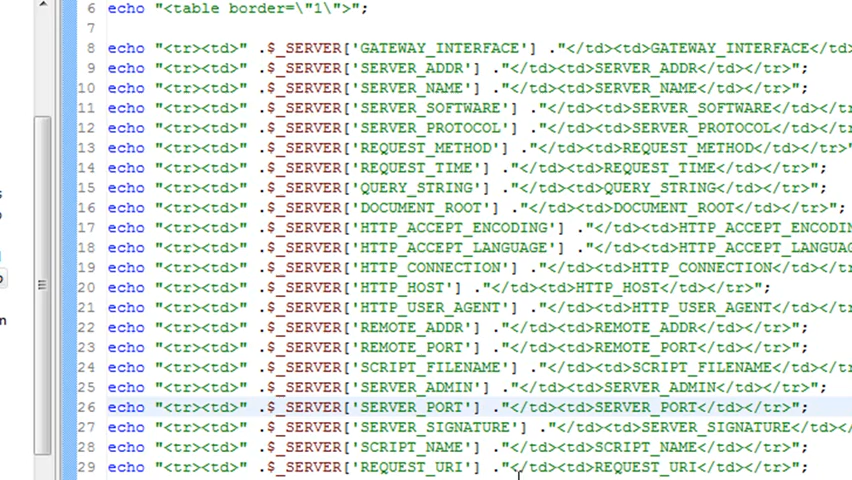 6 echo "<table border=\"1\">";
7
8 echo "<tr><td>" .$_SERVER['GATEWAY_INTERFACE'] ."</td><td>GATEWAY_INTERFACE</td
9 echo "<tr><td>" .$_SERVER['SERVER_ADDR'] ."</td><td>SERVER_ADDR</td></tr>";
10 echo "<tr><td>" .$_SERVER['SERVER_NAME'] ."</td><td>SERVER_NAME</td></tr>";
11 echo "<tr><td>" .$_SERVER['SERVER_SOFTWARE'] ."</td><td>SERVER_SOFTWARE</td></tr
12 echo "<tr><td>" .$_SERVER['SERVER_PROTOCOL'] ."</td><td>SERVER_PROTOCOL</td></tr
13 echo "<tr><td>" .$_SERVER['REQUEST_METHOD'] ."</td><td>REQUEST_METHOD</td></tr>"
14 echo "<tr><td>" .$_SERVER['REQUEST_TIME'] ."</td><td>REQUEST_TIME</td></tr>";
15 echo "<tr><td>" .$_SERVER['QUERY_STRING'] ."</td><td>QUERY_STRING</td></tr>";
16 echo "<tr><td>" .$_SERVER['DOCUMENT_ROOT'] ."</td><td>DOCUMENT_ROOT</td></tr>";
17 echo "<tr><td>" .$_SERVER['HTTP_ACCEPT_ENCODING'] ."</td><td>HTTP_ACCEPT_ENCODIN
18 echo "<tr><td>" .$_SERVER['HTTP_ACCEPT_LANGUAGE'] ."</td><td>HTTP_ACCEPT_LANGUAG
19 echo "<tr><td>" .$_SERVER['HTTP_CONNECTION'] ."</td><td>HTTP_CONNECTION</td></tr
20 echo "<tr><td>" .$_SERVER['HTTP_HOST'] ."</td><td>HTTP_HOST</td></tr>";
21 echo "<tr><td>" .$_SERVER['HTTP_USER_AGENT'] ."</td><td>HTTP_USER_AGENT</td></tr
22 echo "<tr><td>" .$_SERVER['REMOTE_ADDR'] ."</td><td>REMOTE_ADDR</td></tr>";
23 echo "<tr><td>" .$_SERVER['REMOTE_PORT'] ."</td><td>REMOTE_PORT</td></tr>";
24 echo "<tr><td>" .$_SERVER['SCRIPT_FILENAME'] ."</td><td>SCRIPT_FILENAME</td></tr
25 echo "<tr><td>" .$_SERVER['SERVER_ADMIN'] ."</td><td>SERVER_ADMIN</td></tr>";
26 echo "<tr><td>" .$_SERVER['SERVER_PORT'] ."</td><td>SERVER_PORT</td></tr>";
27 echo "<tr><td>" .$_SERVER['SERVER_SIGNATURE'] ."</td><td>SERVER_SIGNATURE</td></
28 echo "<tr><td>" .$_SERVER['SCRIPT_NAME'] ."</td><td>SCRIPT_NAME</td></tr>";
29 echo "<tr><td>" .$_SERVER['REQUEST_URI'] ."</td><td>REQUEST_URI</td></tr>";